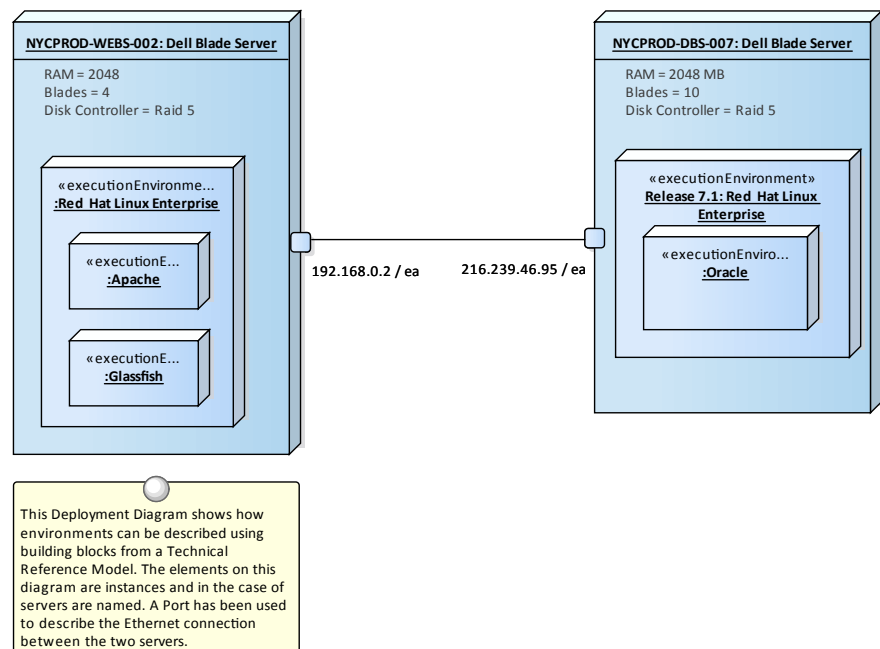 NYCPROD-WEBS-002: Dell Blade Server
RAM = 2048
Blades = 4
Disk Controller = Raid 5
«executionEnvironme...
:Red Hat Linux Enterprise
«executionE...
:Apache
«executionE...
:Glassfish
192.168.0.2 / ea
216.239.46.95 / ea
NYCPROD-DBS-007: Dell Blade Server
RAM = 2048 MB
Blades = 10
Disk Controller = Raid 5
«executionEnvironment»
Release 7.1: Red Hat Linux
Enterprise
«executionEnviro...
:Oracle
This Deployment Diagram shows how
environments can be described using
building blocks from a Technical
Reference Model. The elements on this
diagram are instances and in the case of
servers are named. A Port has been used
to describe the Ethernet connection
between the two servers.